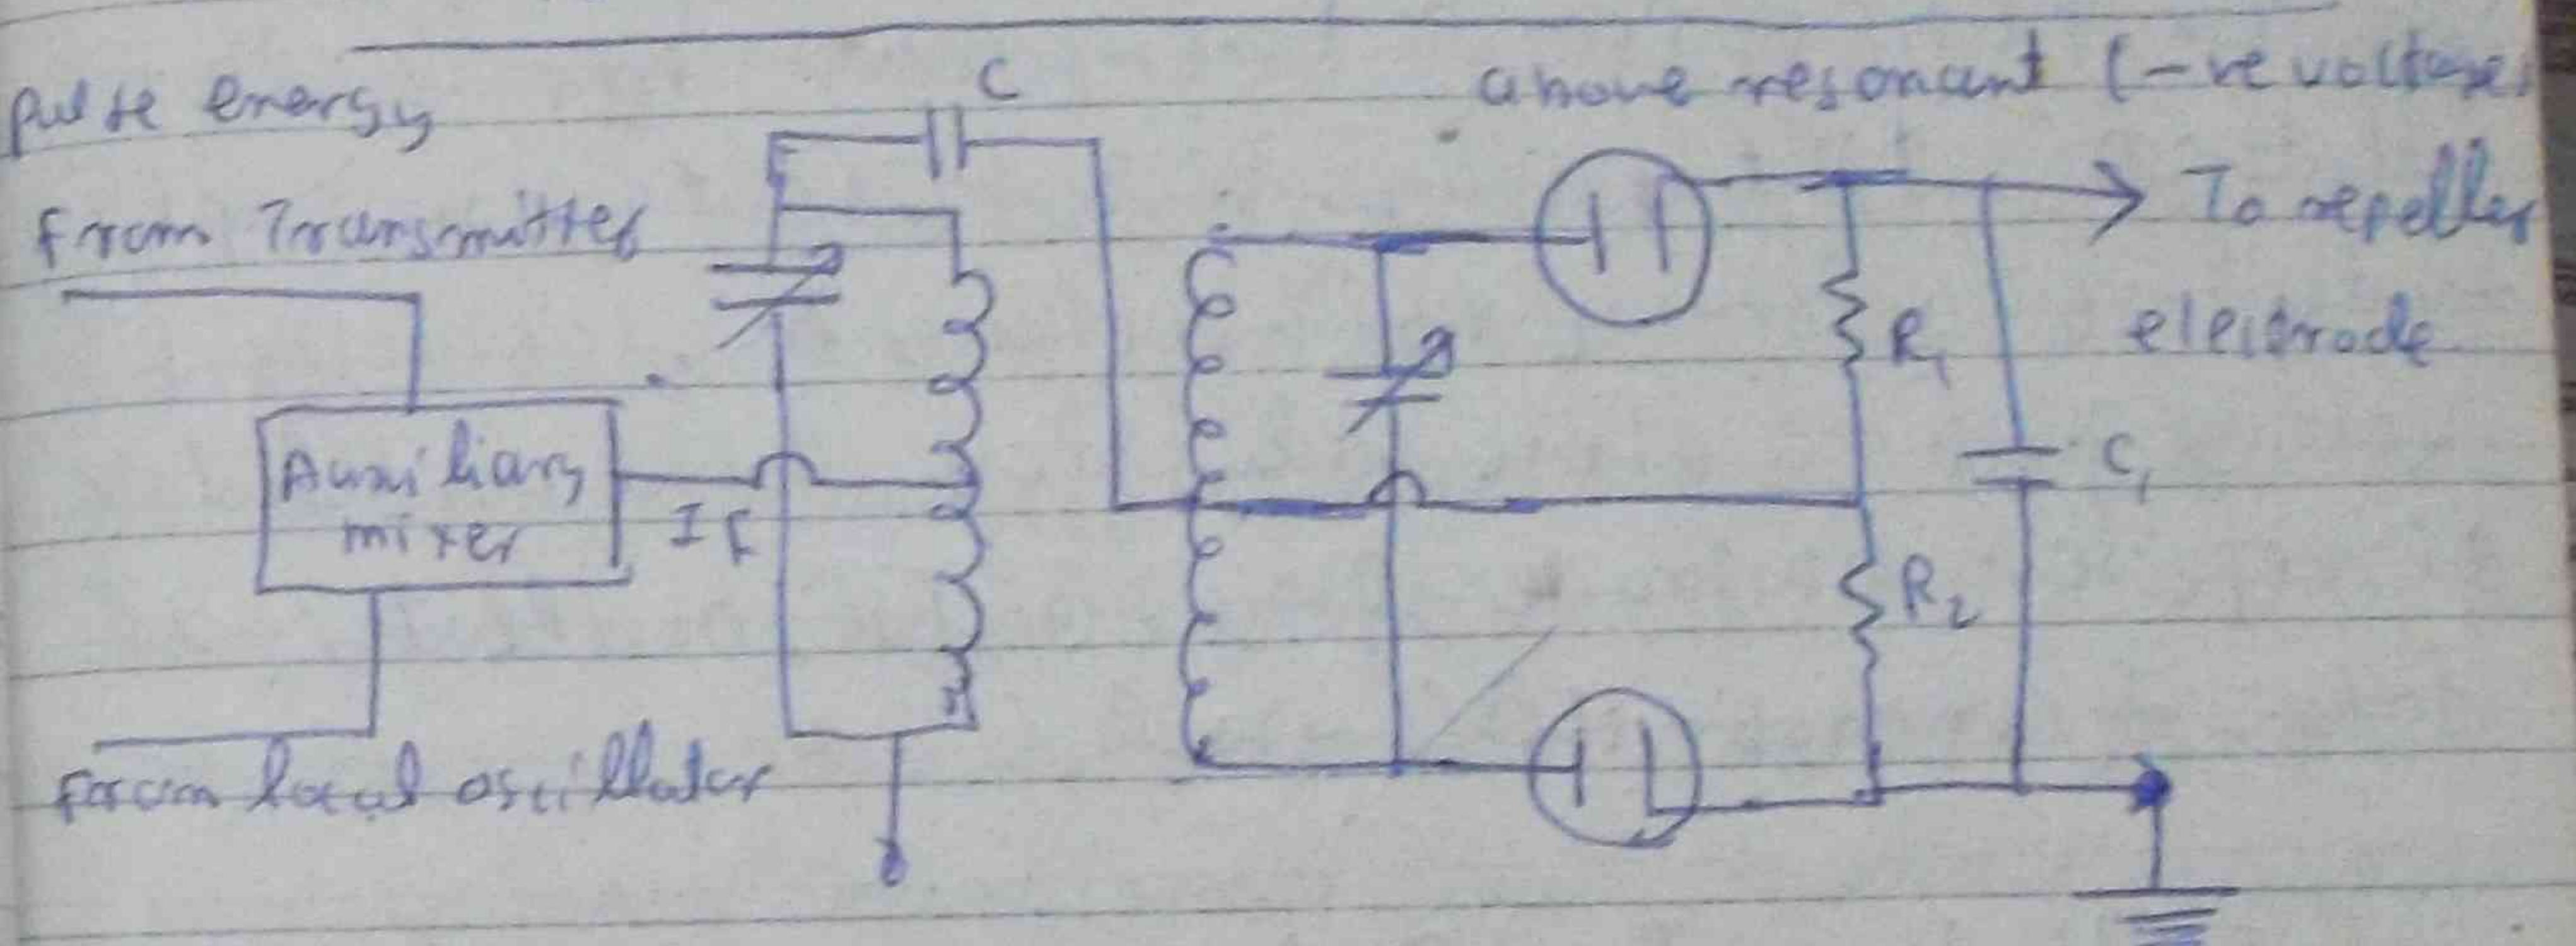 pulse energy
C
above resonant (-ve voltage)
from Transmitter
To repeller
electrode
R1
Auxiliary
mixer
IF
C1
R2
from local oscillator